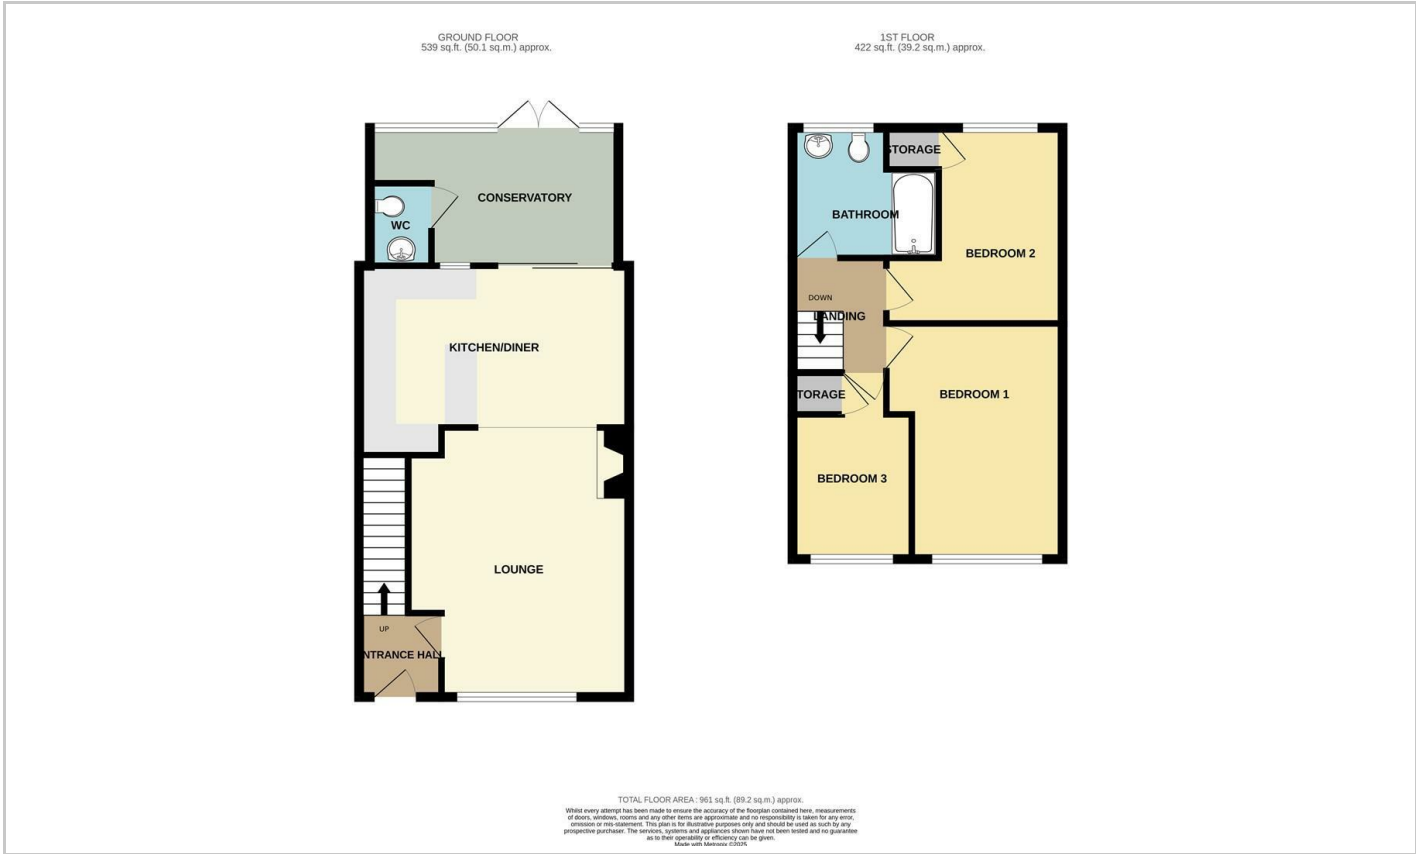 GROUND FLOOR
539 sq.ft. (50.1 sq.m.) approx.
CONSERVATORY
WC
KITCHEN/DINER
LOUNGE
UP
NTRANCE HALL
1ST FLOOR
422 sq.ft. (39.2 sq.m.) approx.
STORAGE
BATHROOM
BEDROOM 2
DOWN
LANDING
TORAGE
BEDROOM 1
BEDROOM 3
TOTAL FLOOR AREA : 961 sq.ft. (89.2 sq.m.) approx.
Whilst every attempt has been made to ensure the accuracy of the floorplan contained here, measurements
of doors, windows, rooms and any other items are approximate and no responsibility is taken for any error,
omission or mis-statement. This plan is for illustrative purposes only and should be used as such by any
prospective purchaser. The services, systems and appliances shown have not been tested and no guarantee
as to their operability or efficiency can be given.
Made with Metropix ©2025